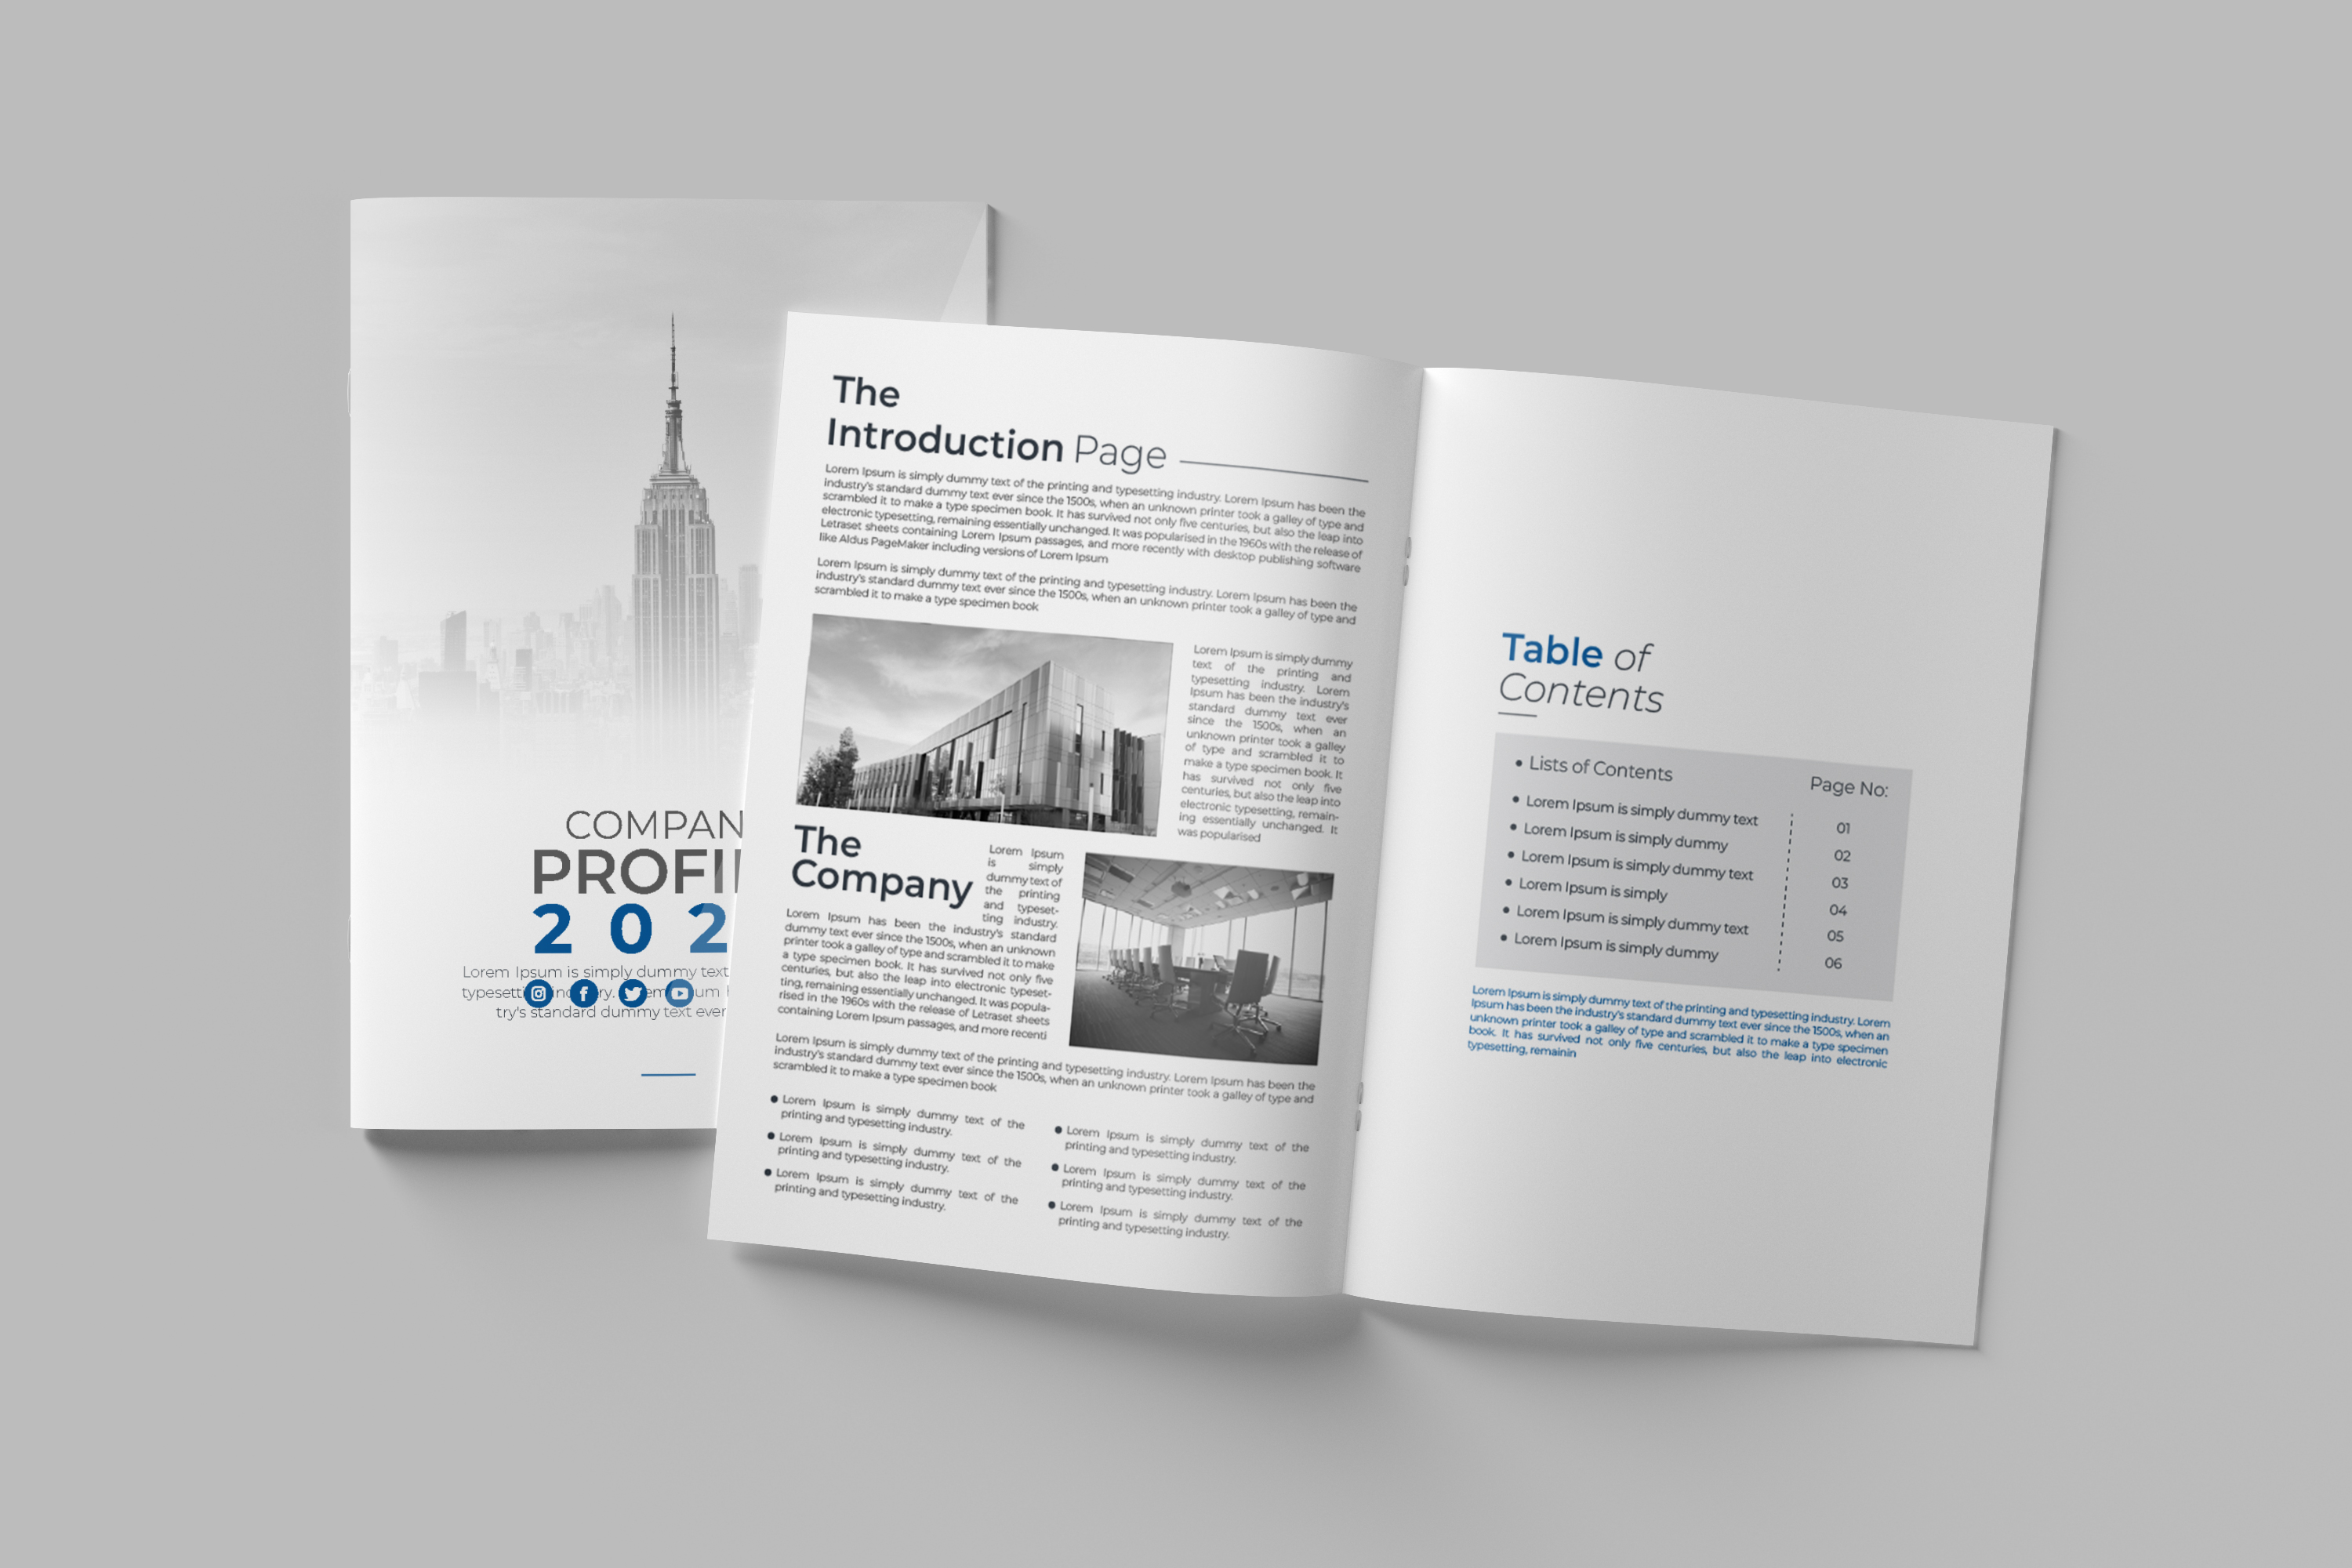 COMPAN
PROFI
2 0 2
Lorem Ipsum is simply dummy text
try's standard dummy text ever
The
Introduction Page
Lorem Ipsum is simply dummy text of the printing and typesetting industry. Lorem Ipsum has been the
industry's standard dummy text ever since the 1500s, when an unknown printer took a galley of type and
scrambled it to make a type specimen book. It has survived not only five centuries, but also the leap into
electronic typesetting, remaining essentially unchanged. It was popularised in the 1960s with the release of
Letraset sheets containing Lorem Ipsum passages, and more recently with desktop publishing software
like Aldus PageMaker including versions of Lorem Ipsum
Lorem Ipsum is simply dummy text of the printing and typesetting industry. Lorem Ipsum has been the
industry's standard dummy text ever since the 1500s, when an unknown printer took a galley of type and
scrambled it to make a type specimen book
Lorem Ipsum is simply dummy
text of the printing and
typesetting industry. Lorem
Ipsum has been the industry's
standard dummy text ever
since the 1500s, when an
unknown printer took a galley
of type and scrambled it to
make a type specimen book. It
has survived not only five
centuries, but also the leap into
electronic typesetting, remain-
ing essentially unchanged. It
was popularised
The
Company
Lorem Ipsum
is simply
dummy text of
the printing
and typeset-
ting industry.
Lorem Ipsum has been the industry's standard
dummy text ever since the 1500s, when an unknown
printer took a galley of type and scrambled it to make
a type specimen book. It has survived not only five
centuries, but also the leap into electronic typeset-
ting, remaining essentially unchanged. It was popula-
rised in the 1960s with the release of Letraset sheets
containing Lorem Ipsum passages, and more recenti
Lorem Ipsum is simply dummy text of the printing and typesetting industry. Lorem Ipsum has been the
industry's standard dummy text ever since the 1500s, when an unknown printer took a galley of type and
scrambled it to make a type specimen book
• Lorem Ipsum is simply dummy text of the
printing and typesetting industry.
• Lorem Ipsum is simply dummy text of the
printing and typesetting industry.
• Lorem Ipsum is simply dummy text of the
printing and typesetting industry.
• Lorem Ipsum is simply dummy text of the
printing and typesetting industry.
• Lorem Ipsum is simply dummy text of the
printing and typesetting industry.
• Lorem Ipsum is simply dummy text of the
printing and typesetting industry.
Table of
Contents
• Lists of Contents Page No:
• Lorem Ipsum is simply dummy text 01
• Lorem Ipsum is simply dummy 02
• Lorem Ipsum is simply dummy text 03
• Lorem Ipsum is simply 04
• Lorem Ipsum is simply dummy text 05
• Lorem Ipsum is simply dummy 06
Lorem Ipsum is simply dummy text of the printing and typesetting industry. Lorem
Ipsum has been the industry's standard dummy text ever since the 1500s, when an
unknown printer took a galley of type and scrambled it to make a type specimen
book. It has survived not only five centuries, but also the leap into electronic
typesetting, remainin